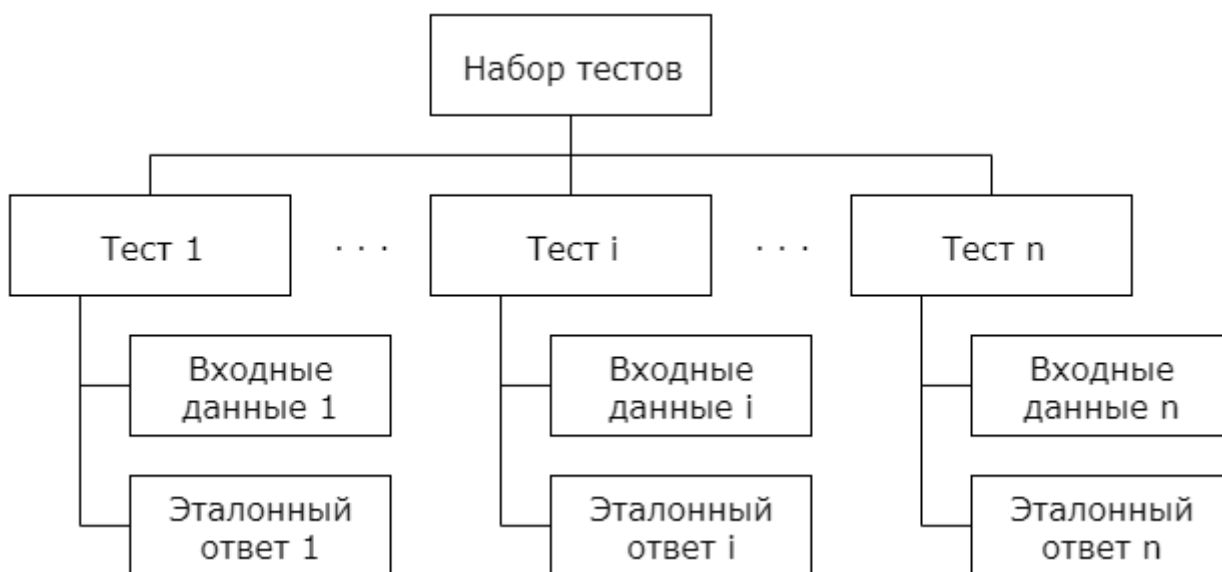 Набор тестов
Тест 1
. . .
Тест i
. . .
Тест n
Входные
данные 1
Входные
данные i
Входные
данные n
Эталонный
ответ 1
Эталонный
ответ i
Эталонный
ответ n